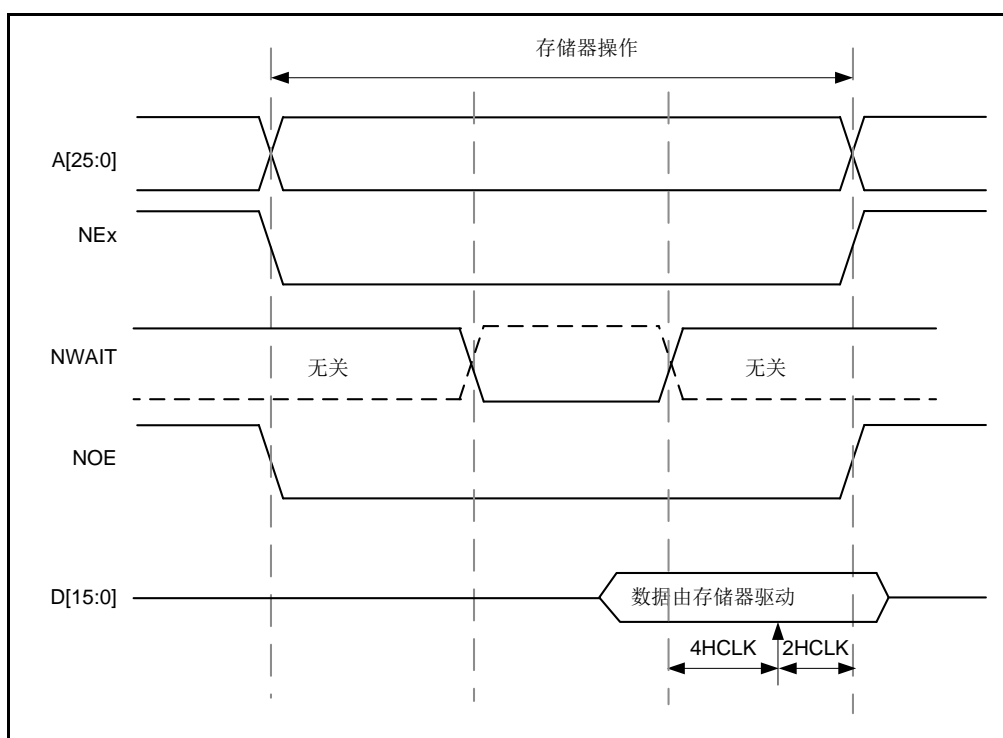 存储器操作
A[25:0]
NEx
NWAIT
无关
无关
NOE
D[15:0]
数据由存储器驱动
4HCLK
2HCLK